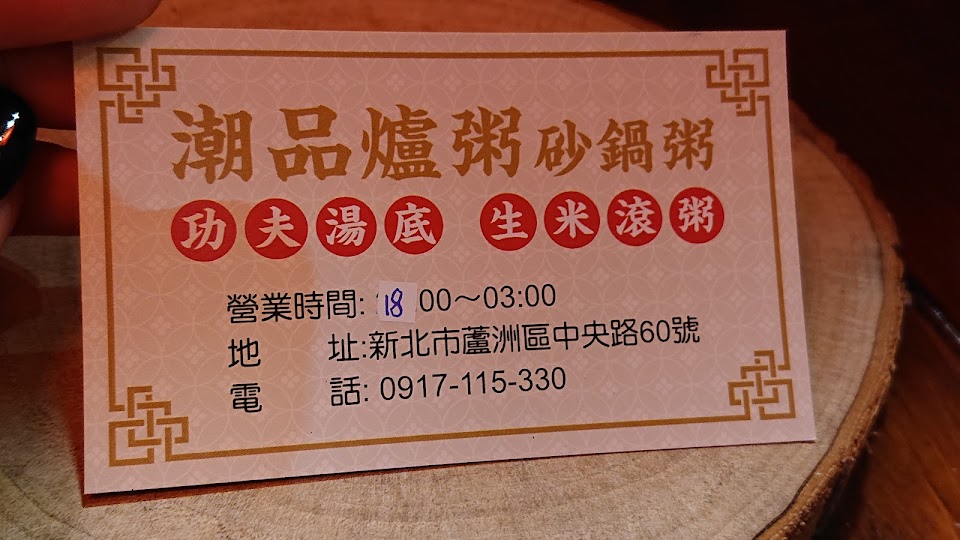 潮品爐粥砂鍋粥
功夫湯底 生米滾粥
營業時間: 18:00～03:00
地 址:新北市蘆洲區中央路60號
電 話: 0917-115-330